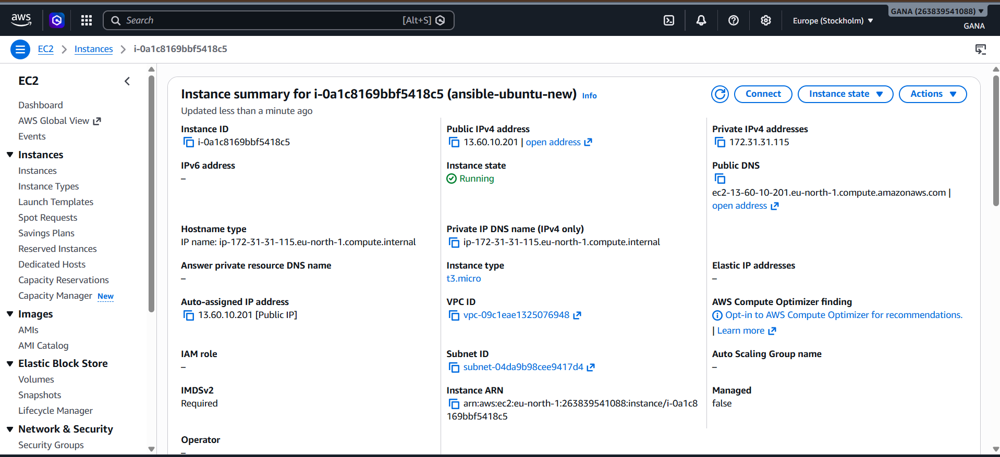 aws
Search
[Alt+S]
Europe (Stockholm)
GANA (263839541088)
GANA
EC2
Instances
i-0a1c8169bbf5418c5
EC2
Dashboard
AWS Global View
Events
Instances
Instances
Instance Types
Launch Templates
Spot Requests
Savings Plans
Reserved Instances
Dedicated Hosts
Capacity Reservations
Capacity Manager New
Images
AMIs
AMI Catalog
Elastic Block Store
Volumes
Snapshots
Lifecycle Manager
Network & Security
Security Groups
Instance summary for i-0a1c8169bbf5418c5 (ansible-ubuntu-new) Info
Updated less than a minute ago
Connect
Instance state
Actions
Instance ID
i-0a1c8169bbf5418c5
Public IPv4 address
13.60.10.201 | open address
Private IPv4 addresses
172.31.31.115
IPv6 address
–
Instance state
Running
Public DNS
ec2-13-60-10-201.eu-north-1.compute.amazonaws.com |
open address
Hostname type
IP name: ip-172-31-31-115.eu-north-1.compute.internal
Private IP DNS name (IPv4 only)
ip-172-31-31-115.eu-north-1.compute.internal
Answer private resource DNS name
–
Instance type
t3.micro
Elastic IP addresses
–
Auto-assigned IP address
13.60.10.201 [Public IP]
VPC ID
vpc-09c1eae1325076948
AWS Compute Optimizer finding
Opt-in to AWS Compute Optimizer for recommendations.
| Learn more
IAM role
–
Subnet ID
subnet-04da9b98cee9417d4
Auto Scaling Group name
–
IMDSv2
Required
Instance ARN
arn:aws:ec2:eu-north-1:263839541088:instance/i-0a1c8
169bbf5418c5
Managed
false
Operator
–